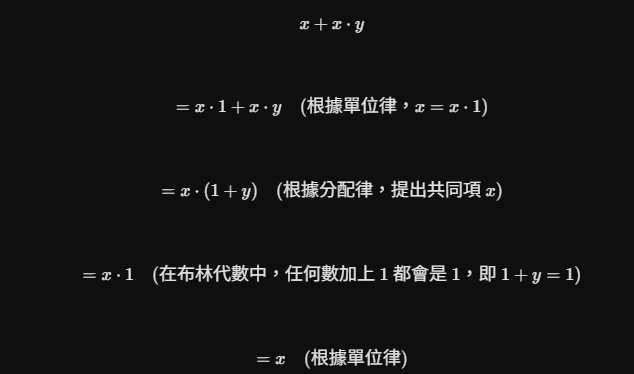 x + x · y
= x · 1 + x · y (根據單位律，x = x · 1)
= x · (1 + y) (根據分配律，提出共同項 x)
= x · 1 (在布林代數中，任何數加上 1 都會是 1，即 1 + y = 1)
= x (根據單位律)